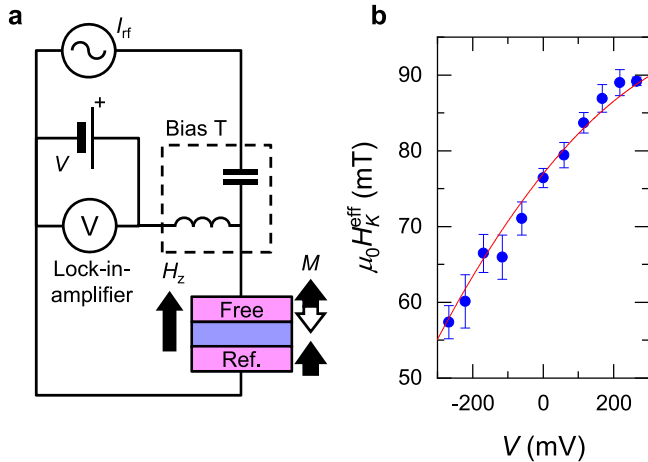 a
I_rf
+
V
Bias T
V
Lock-in-
amplifier
H_z
M
Free
Ref.
b
μ₀H_K^eff (mT)
90
80
70
60
50
-200
0
200
V (mV)